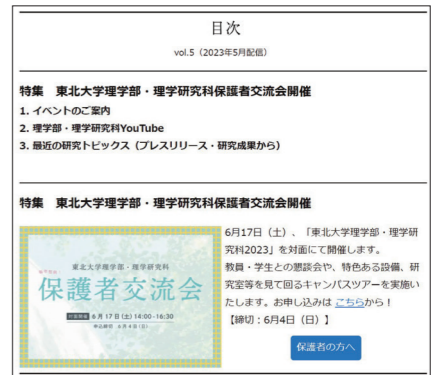 目次
vol.5（2023年5月配信）
特集　東北大学理学部・理学研究科保護者交流会開催
1. イベントのご案内
2. 理学部・理学研究科YouTube
3. 最近の研究トピックス（プレスリリース・研究成果から）
特集　東北大学理学部・理学研究科保護者交流会開催
東北大学理学部・理学研究科
保護者交流会
6月17日(土) 14:00-16:30
申込締切：6月4日(日)
6月17日（土）、「東北大学理学部・理学研
究科2023」を対面にて開催します。
教員・学生との懇談会や、特色ある設備、研
究室等を見て回るキャンパスツアーを実施い
たします。お申し込みは こちらから！
【締切：6月4日（日）】
保護者の方へ